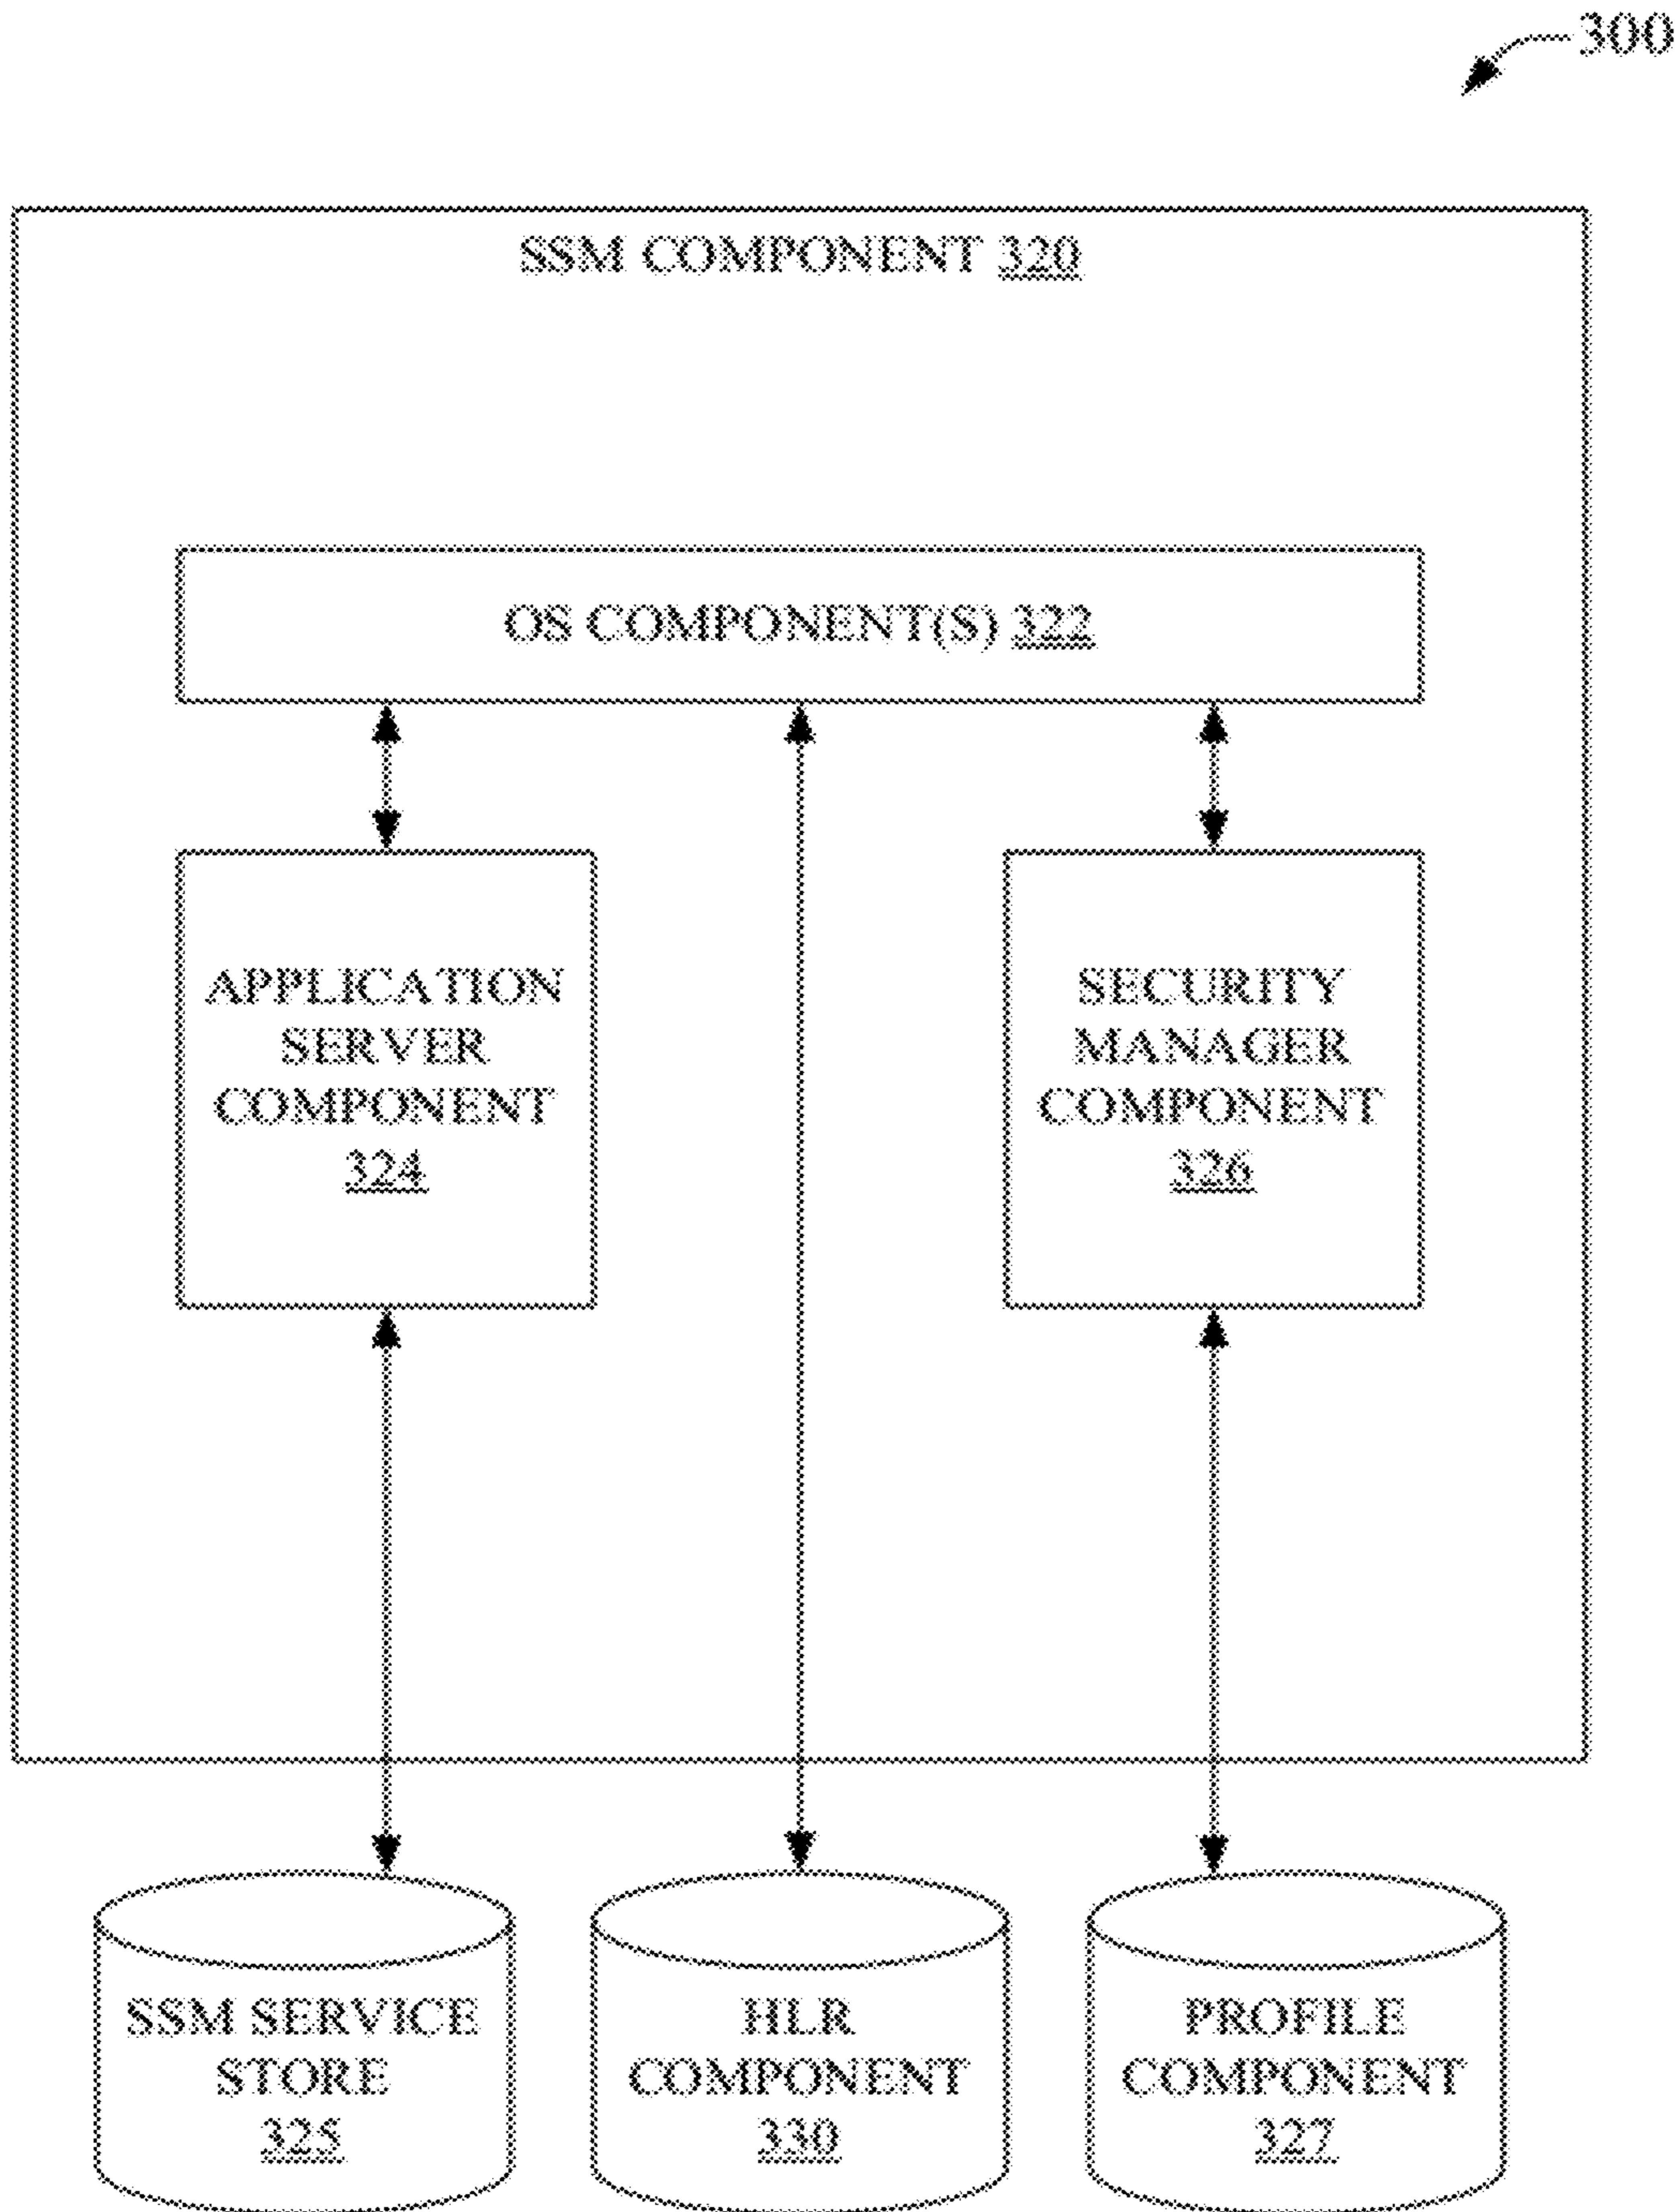 300
SSM COMPONENT 320
OS COMPONENT(S) 322
APPLICATION
SERVER
COMPONENT
324
SECURITY
MANAGER
COMPONENT
326
SSM SERVICE
STORE
325
HLR
COMPONENT
330
PROFILE
COMPONENT
327